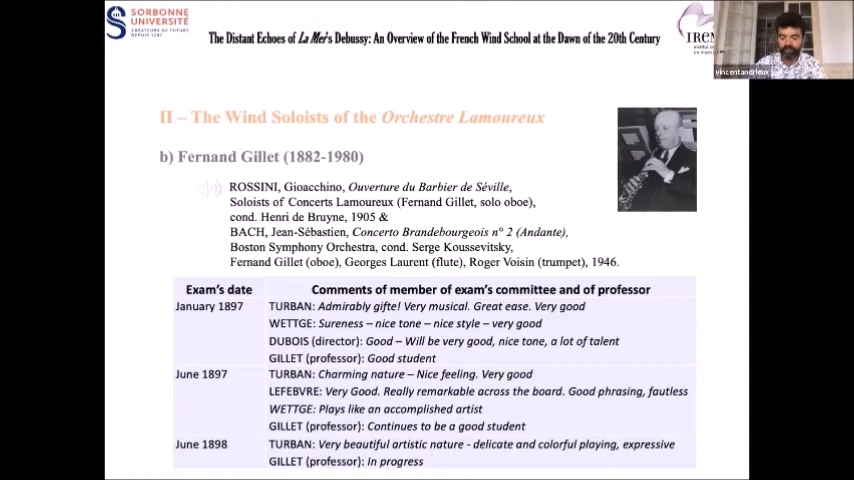 SORBONNE
UNIVERSITÉ
CRÉATEURS DE FUTURS
DEPUIS 1257
The Distant Echoes of La Mer's Debussy: An Overview of the French Wind School at the Dawn of the 20th Century
vincentandrieux
II – The Wind Soloists of the Orchestre Lamoureux
b) Fernand Gillet (1882-1980)
ROSSINI, Gioacchino, Ouverture du Barbier de Séville,
Soloists of Concerts Lamoureux (Fernand Gillet, solo oboe),
cond. Henri de Bruyne, 1905 &
BACH, Jean-Sébastien, Concerto Brandebourgeois n° 2 (Andante),
Boston Symphony Orchestra, cond. Serge Koussevitsky,
Fernand Gillet (oboe), Georges Laurent (flute), Roger Voisin (trumpet), 1946.
Exam's date Comments of member of exam's committee and of professor
January 1897 TURBAN: Admirably gifte! Very musical. Great ease. Very good
WETTGE: Sureness – nice tone – nice style – very good
DUBOIS (director): Good – Will be very good, nice tone, a lot of talent
GILLET (professor): Good student
June 1897 TURBAN: Charming nature – Nice feeling. Very good
LEFEBVRE: Very Good. Really remarkable across the board. Good phrasing, fautless
WETTGE: Plays like an accomplished artist
GILLET (professor): Continues to be a good student
June 1898 TURBAN: Very beautiful artistic nature - delicate and colorful playing, expressive
GILLET (professor): In progress